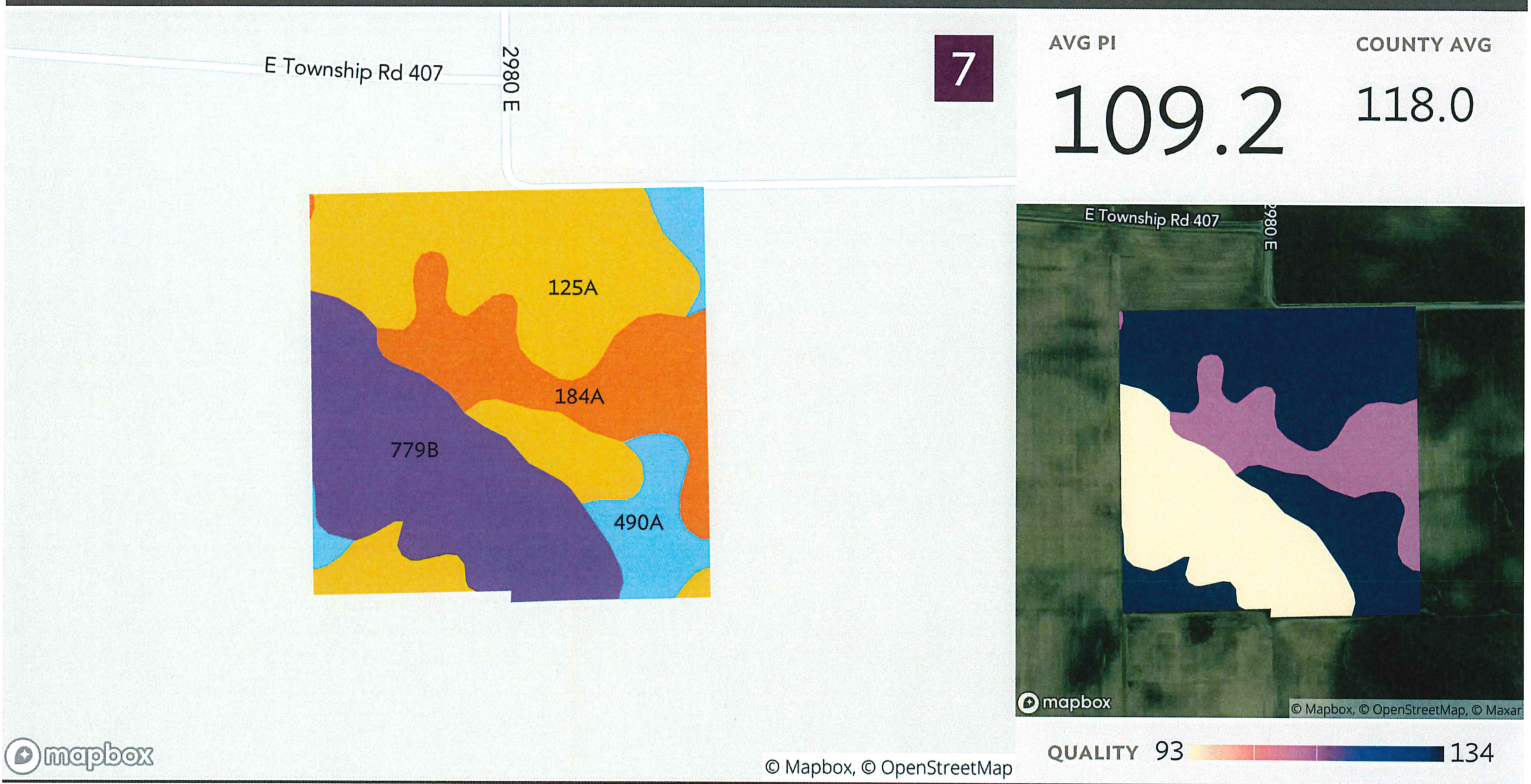 E Township Rd 407
2980 E
7
125A
184A
779B
490A
mapbox
© Mapbox, © OpenStreetMap
AVG PI
109.2
COUNTY AVG
118.0
E Township Rd 407
2980 E
mapbox
© Mapbox, © OpenStreetMap, © Maxar
QUALITY 93 134